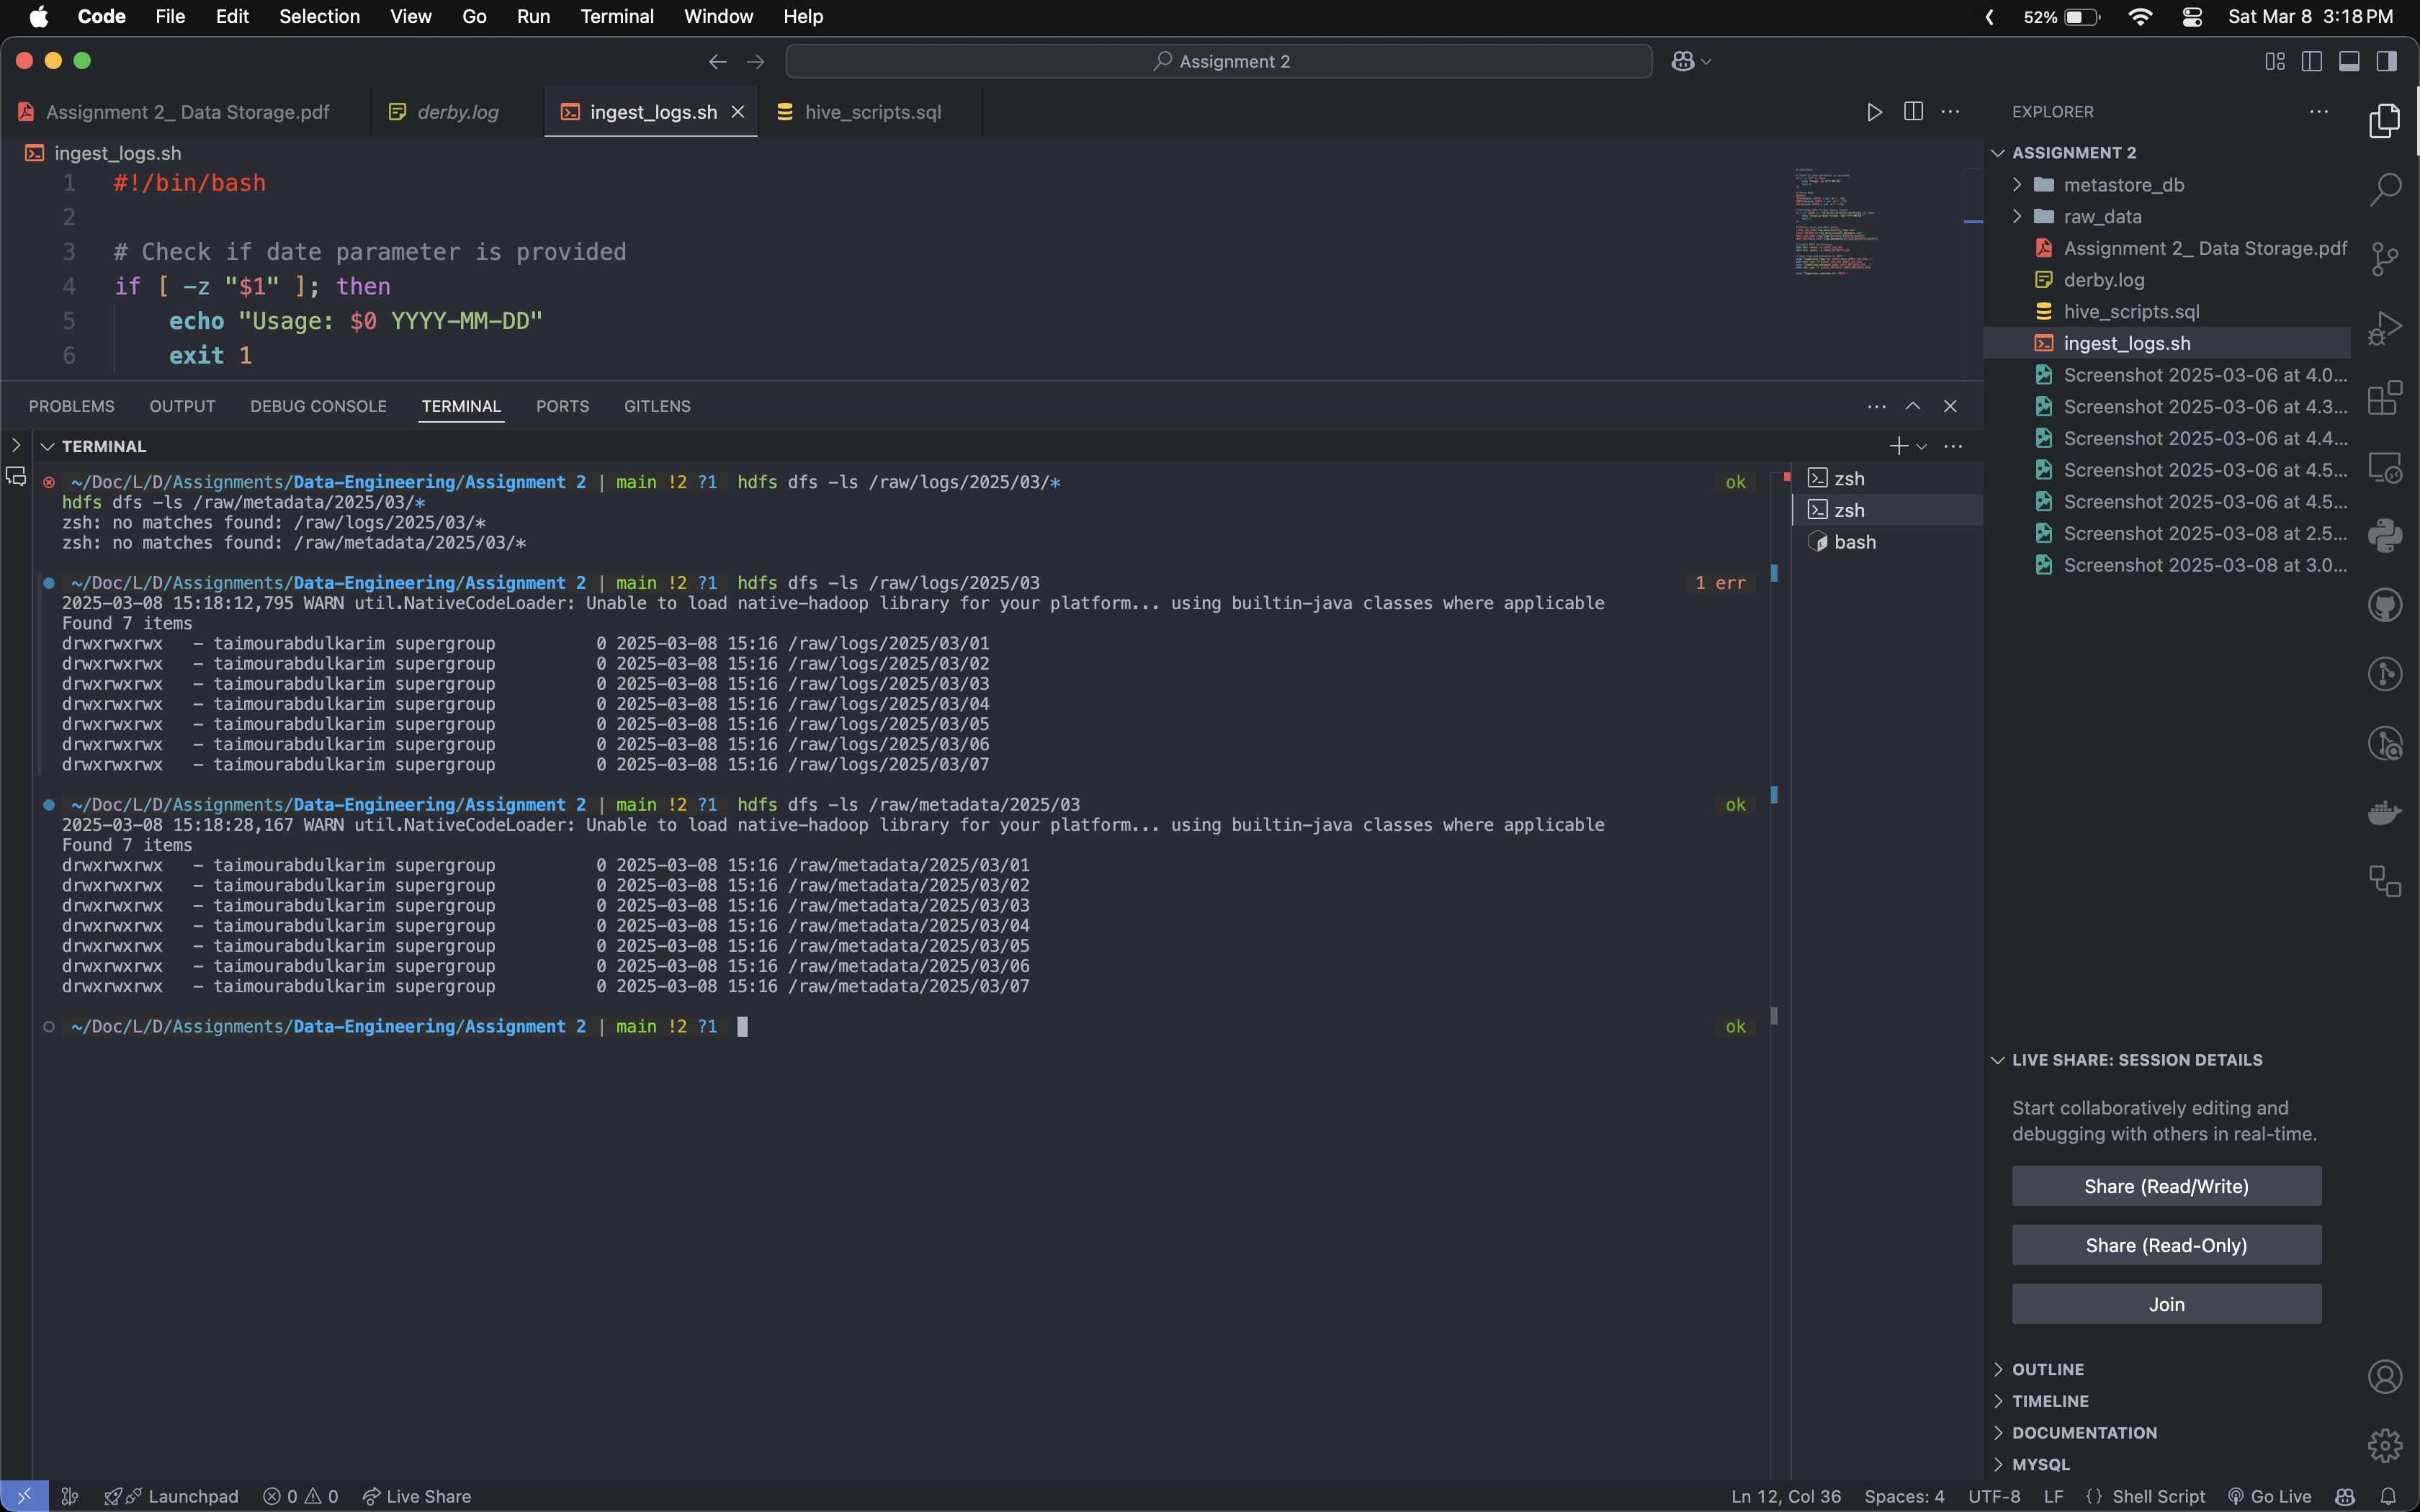 Code File Edit Selection View Go Run Terminal Window Help
52% Sat Mar 8 3:18 PM
Assignment 2
Assignment 2_ Data Storage.pdf derby.log ingest_logs.sh hive_scripts.sql
ingest_logs.sh
1 #!/bin/bash
2
3 # Check if date parameter is provided
4 if [ -z "$1" ]; then
5 echo "Usage: $0 YYYY-MM-DD"
6 exit 1
PROBLEMS OUTPUT DEBUG CONSOLE TERMINAL PORTS GITLENS
TERMINAL
~/Doc/L/D/Assignments/Data-Engineering/Assignment 2 | main !2 ?1 hdfs dfs -ls /raw/logs/2025/03/* ok
hdfs dfs -ls /raw/metadata/2025/03/*
zsh: no matches found: /raw/logs/2025/03/*
zsh: no matches found: /raw/metadata/2025/03/*
~/Doc/L/D/Assignments/Data-Engineering/Assignment 2 | main !2 ?1 hdfs dfs -ls /raw/logs/2025/03 1 err
2025-03-08 15:18:12,795 WARN util.NativeCodeLoader: Unable to load native-hadoop library for your platform... using builtin-java classes where applicable
Found 7 items
drwxrwxrwx - taimourabdulkarim supergroup 0 2025-03-08 15:16 /raw/logs/2025/03/01
drwxrwxrwx - taimourabdulkarim supergroup 0 2025-03-08 15:16 /raw/logs/2025/03/02
drwxrwxrwx - taimourabdulkarim supergroup 0 2025-03-08 15:16 /raw/logs/2025/03/03
drwxrwxrwx - taimourabdulkarim supergroup 0 2025-03-08 15:16 /raw/logs/2025/03/04
drwxrwxrwx - taimourabdulkarim supergroup 0 2025-03-08 15:16 /raw/logs/2025/03/05
drwxrwxrwx - taimourabdulkarim supergroup 0 2025-03-08 15:16 /raw/logs/2025/03/06
drwxrwxrwx - taimourabdulkarim supergroup 0 2025-03-08 15:16 /raw/logs/2025/03/07
~/Doc/L/D/Assignments/Data-Engineering/Assignment 2 | main !2 ?1 hdfs dfs -ls /raw/metadata/2025/03 ok
2025-03-08 15:18:28,167 WARN util.NativeCodeLoader: Unable to load native-hadoop library for your platform... using builtin-java classes where applicable
Found 7 items
drwxrwxrwx - taimourabdulkarim supergroup 0 2025-03-08 15:16 /raw/metadata/2025/03/01
drwxrwxrwx - taimourabdulkarim supergroup 0 2025-03-08 15:16 /raw/metadata/2025/03/02
drwxrwxrwx - taimourabdulkarim supergroup 0 2025-03-08 15:16 /raw/metadata/2025/03/03
drwxrwxrwx - taimourabdulkarim supergroup 0 2025-03-08 15:16 /raw/metadata/2025/03/04
drwxrwxrwx - taimourabdulkarim supergroup 0 2025-03-08 15:16 /raw/metadata/2025/03/05
drwxrwxrwx - taimourabdulkarim supergroup 0 2025-03-08 15:16 /raw/metadata/2025/03/06
drwxrwxrwx - taimourabdulkarim supergroup 0 2025-03-08 15:16 /raw/metadata/2025/03/07
~/Doc/L/D/Assignments/Data-Engineering/Assignment 2 | main !2 ?1 ok
zsh
zsh
bash
EXPLORER
ASSIGNMENT 2
metastore_db
raw_data
Assignment 2_ Data Storage.pdf
derby.log
hive_scripts.sql
ingest_logs.sh
Screenshot 2025-03-06 at 4.0...
Screenshot 2025-03-06 at 4.3...
Screenshot 2025-03-06 at 4.4...
Screenshot 2025-03-06 at 4.5...
Screenshot 2025-03-06 at 4.5...
Screenshot 2025-03-08 at 2.5...
Screenshot 2025-03-08 at 3.0...
LIVE SHARE: SESSION DETAILS
Start collaboratively editing and
debugging with others in real-time.
Share (Read/Write)
Share (Read-Only)
Join
OUTLINE
TIMELINE
DOCUMENTATION
MYSQL
Launchpad 0 0 Live Share Ln 12, Col 36 Spaces: 4 UTF-8 LF {} Shell Script Go Live